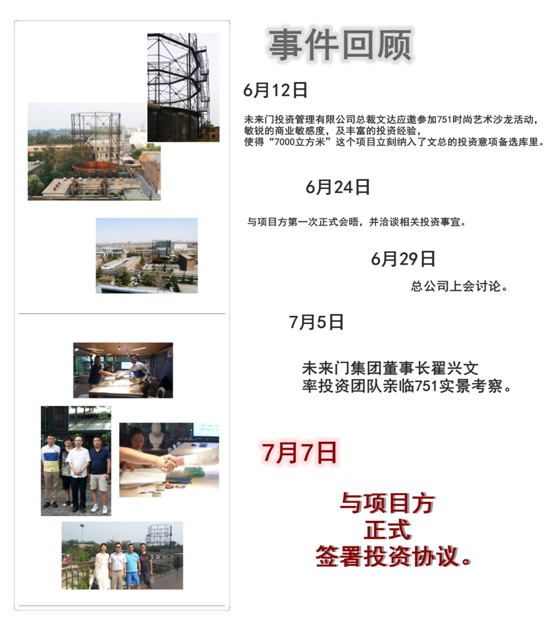 事件回顾
6月12日
未来门投资管理有限公司总裁文达应邀参加751时尚艺术沙龙活动，
敏锐的商业敏感度，及丰富的投资经验，
使得“7000立方米”这个项目立刻纳入了文总的投资意项备选库里。
6月24日
与项目方第一次正式会晤，并洽谈相关投资事宜。
6月29日
总公司上会讨论。
7月5日
未来门集团董事长翟兴文
率投资团队亲临751实景考察。
7月7日
与项目方
正式
签署投资协议。